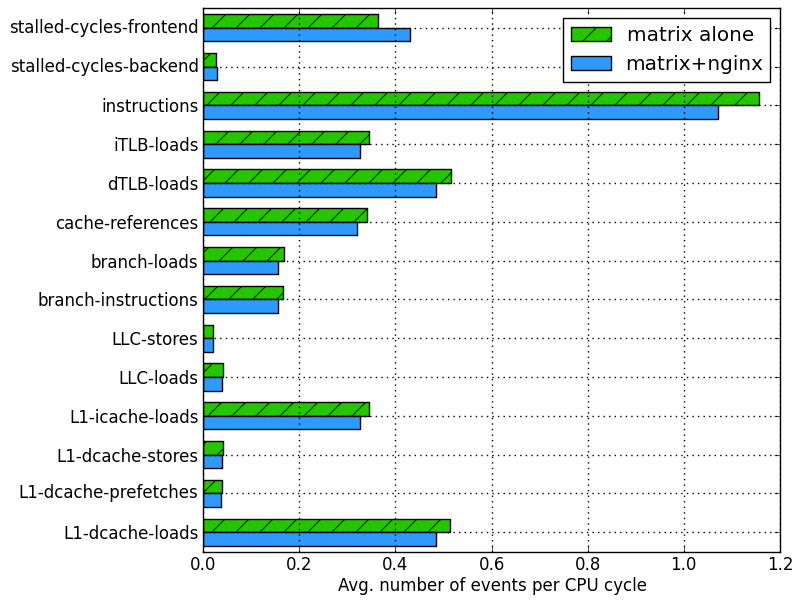 stalled-cycles-frontend
stalled-cycles-backend
instructions
iTLB-loads
dTLB-loads
cache-references
branch-loads
branch-instructions
LLC-stores
LLC-loads
L1-icache-loads
L1-dcache-stores
L1-dcache-prefetches
L1-dcache-loads
matrix alone
matrix+nginx
0.0 0.2 0.4 0.6 0.8 1.0 1.2
Avg. number of events per CPU cycle